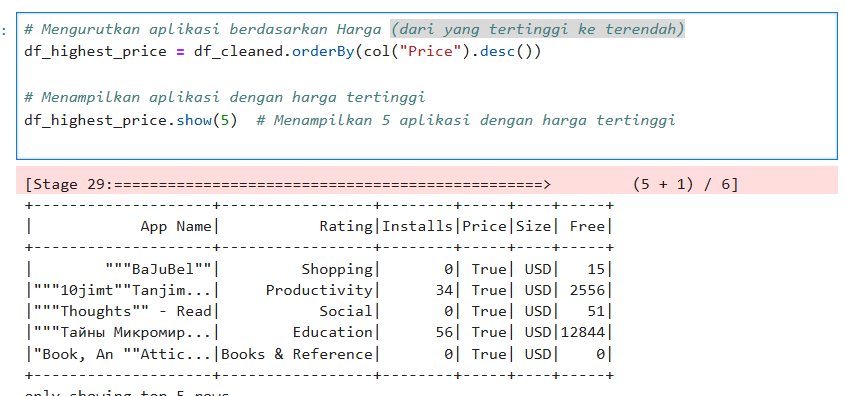 :
# Mengurutkan aplikasi berdasarkan Harga (dari yang tertinggi ke terendah)
df_highest_price = df_cleaned.orderBy(col("Price").desc())
# Menampilkan aplikasi dengan harga tertinggi
df_highest_price.show(5)  # Menampilkan 5 aplikasi dengan harga tertinggi
[Stage 29:================================================>         (5 + 1) / 6]
+--------------------+-----------------+--------+-----+----+-----+
|            App Name|           Rating|Installs|Price|Size| Free|
+--------------------+-----------------+--------+-----+----+-----+
|        """BaJuBel""|         Shopping|       0| True| USD|   15|
|"""10jimt""Tanjim...|     Productivity|      34| True| USD| 2556|
|"""Thoughts"" - Read|           Social|       0| True| USD|   51|
|"""Тайны Микромир...|        Education|      56| True| USD|12844|
|"Book, An ""Attic...|Books & Reference|       0| True| USD|    0|
+--------------------+-----------------+--------+-----+----+-----+
only showing top 5 rows